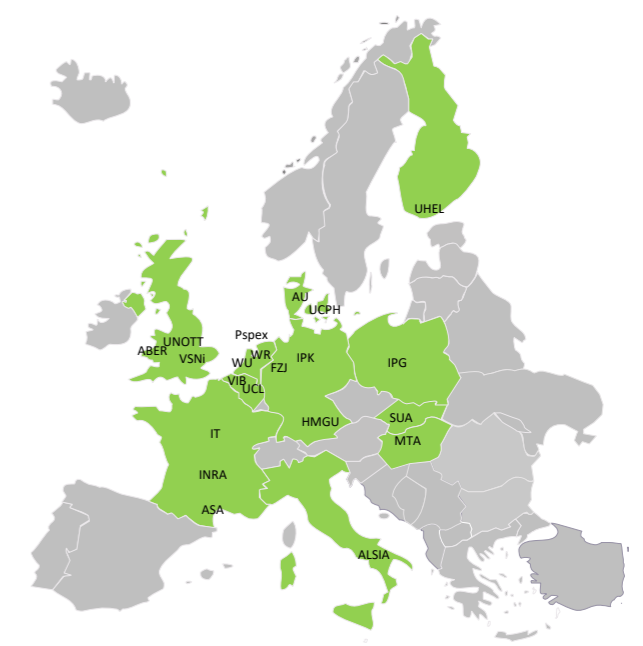 UHEL
AU
UCPH
Pspex
UNOTT
ABER
VSNi
WR
WU
IPK
FZJ
IPG
VIB
UCL
HMGU
SUA
IT
MTA
INRA
ASA
ALSIA